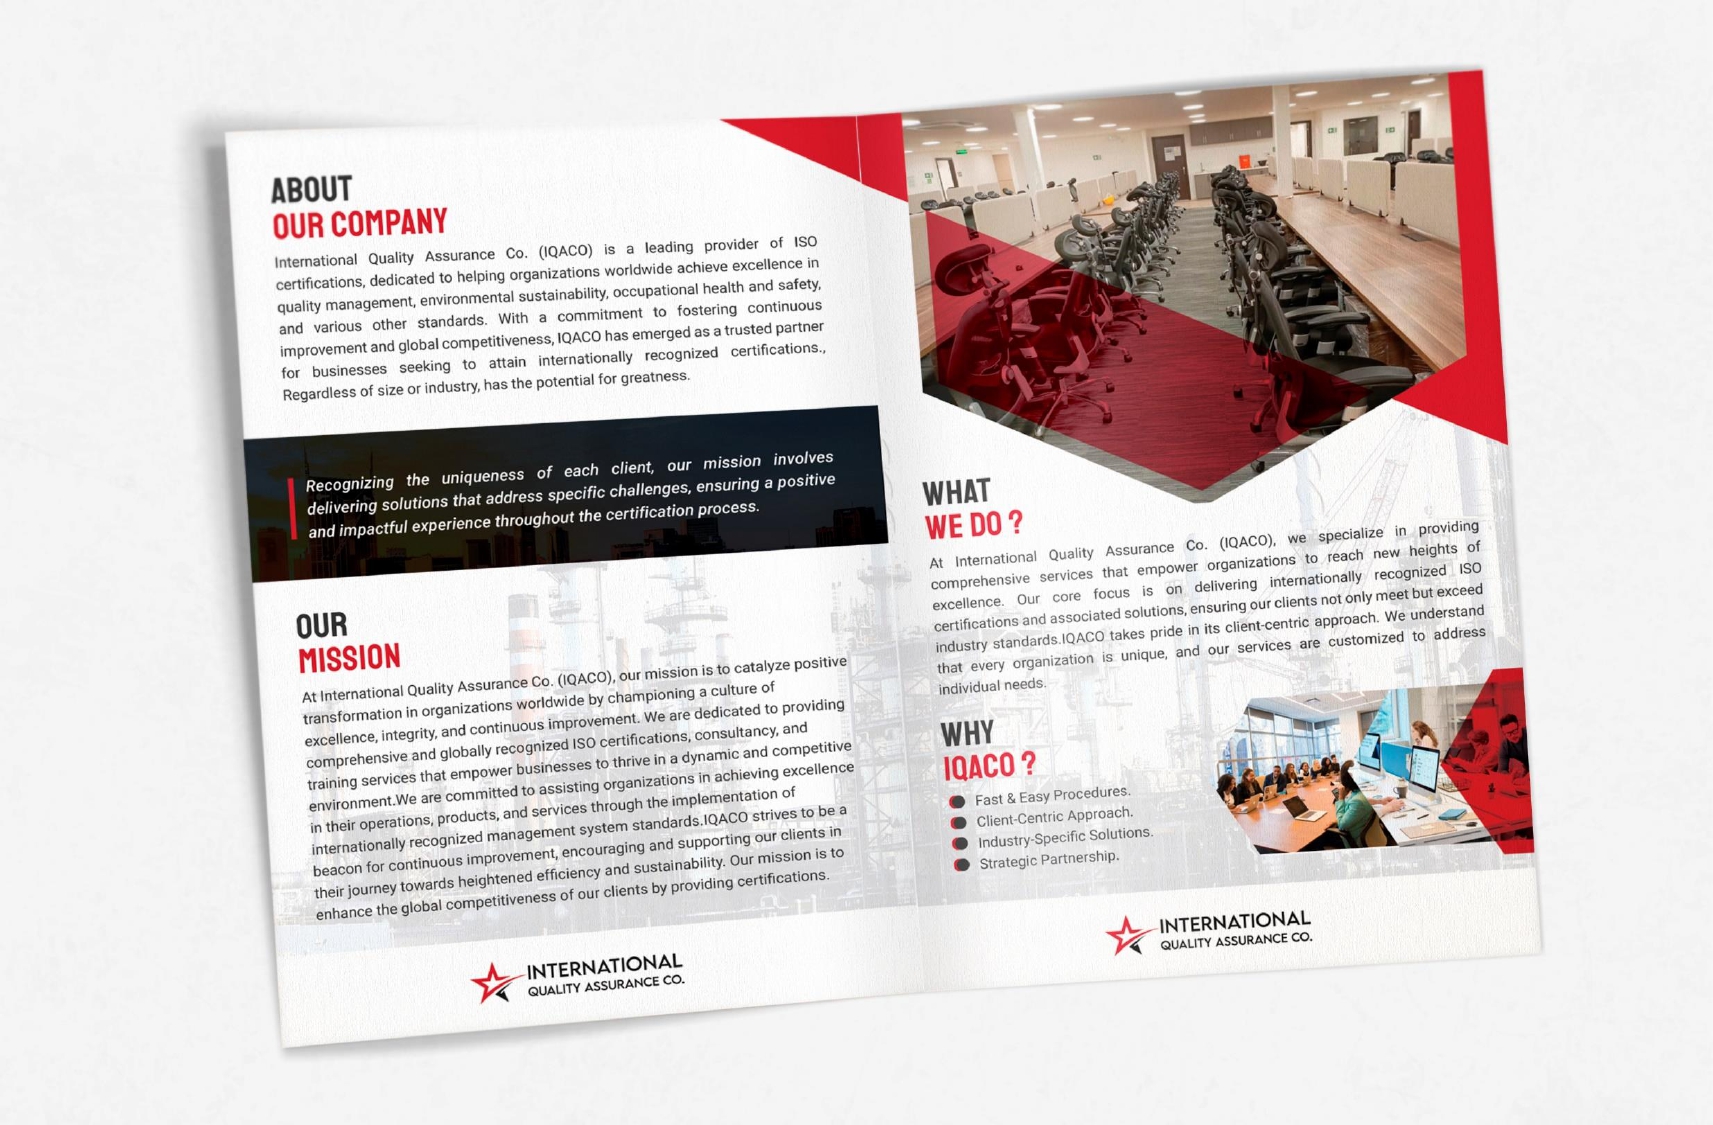 ABOUT
OUR COMPANY
International Quality Assurance Co. (IQACO) is a leading provider of ISO
certifications, dedicated to helping organizations worldwide achieve excellence in
quality management, environmental sustainability, occupational health and safety,
and various other standards. With a commitment to fostering continuous
improvement and global competitiveness, IQACO has emerged as a trusted partner
for businesses seeking to attain internationally recognized certifications.,
Regardless of size or industry, has the potential for greatness.
Recognizing the uniqueness of each client, our mission involves
delivering solutions that address specific challenges, ensuring a positive
and impactful experience throughout the certification process.
OUR
MISSION
At International Quality Assurance Co. (IQACO), our mission is to catalyze positive
transformation in organizations worldwide by championing a culture of
excellence, integrity, and continuous improvement. We are dedicated to providing
comprehensive and globally recognized ISO certifications, consultancy, and
training services that empower businesses to thrive in a dynamic and competitive
environment.We are committed to assisting organizations in achieving excellence
in their operations, products, and services through the implementation of
internationally recognized management system standards.IQACO strives to be a
beacon for continuous improvement, encouraging and supporting our clients in
their journey towards heightened efficiency and sustainability. Our mission is to
enhance the global competitiveness of our clients by providing certifications.
INTERNATIONAL
QUALITY ASSURANCE CO.
WHAT
WE DO ?
At International Quality Assurance Co. (IQACO), we specialize in providing
comprehensive services that empower organizations to reach new heights of
excellence. Our core focus is on delivering internationally recognized ISO
certifications and associated solutions, ensuring our clients not only meet but exceed
industry standards.IQACO takes pride in its client-centric approach. We understand
that every organization is unique, and our services are customized to address
individual needs.
WHY
IQACO ?
Fast & Easy Procedures.
Client-Centric Approach.
Industry-Specific Solutions.
Strategic Partnership.
INTERNATIONAL
QUALITY ASSURANCE CO.